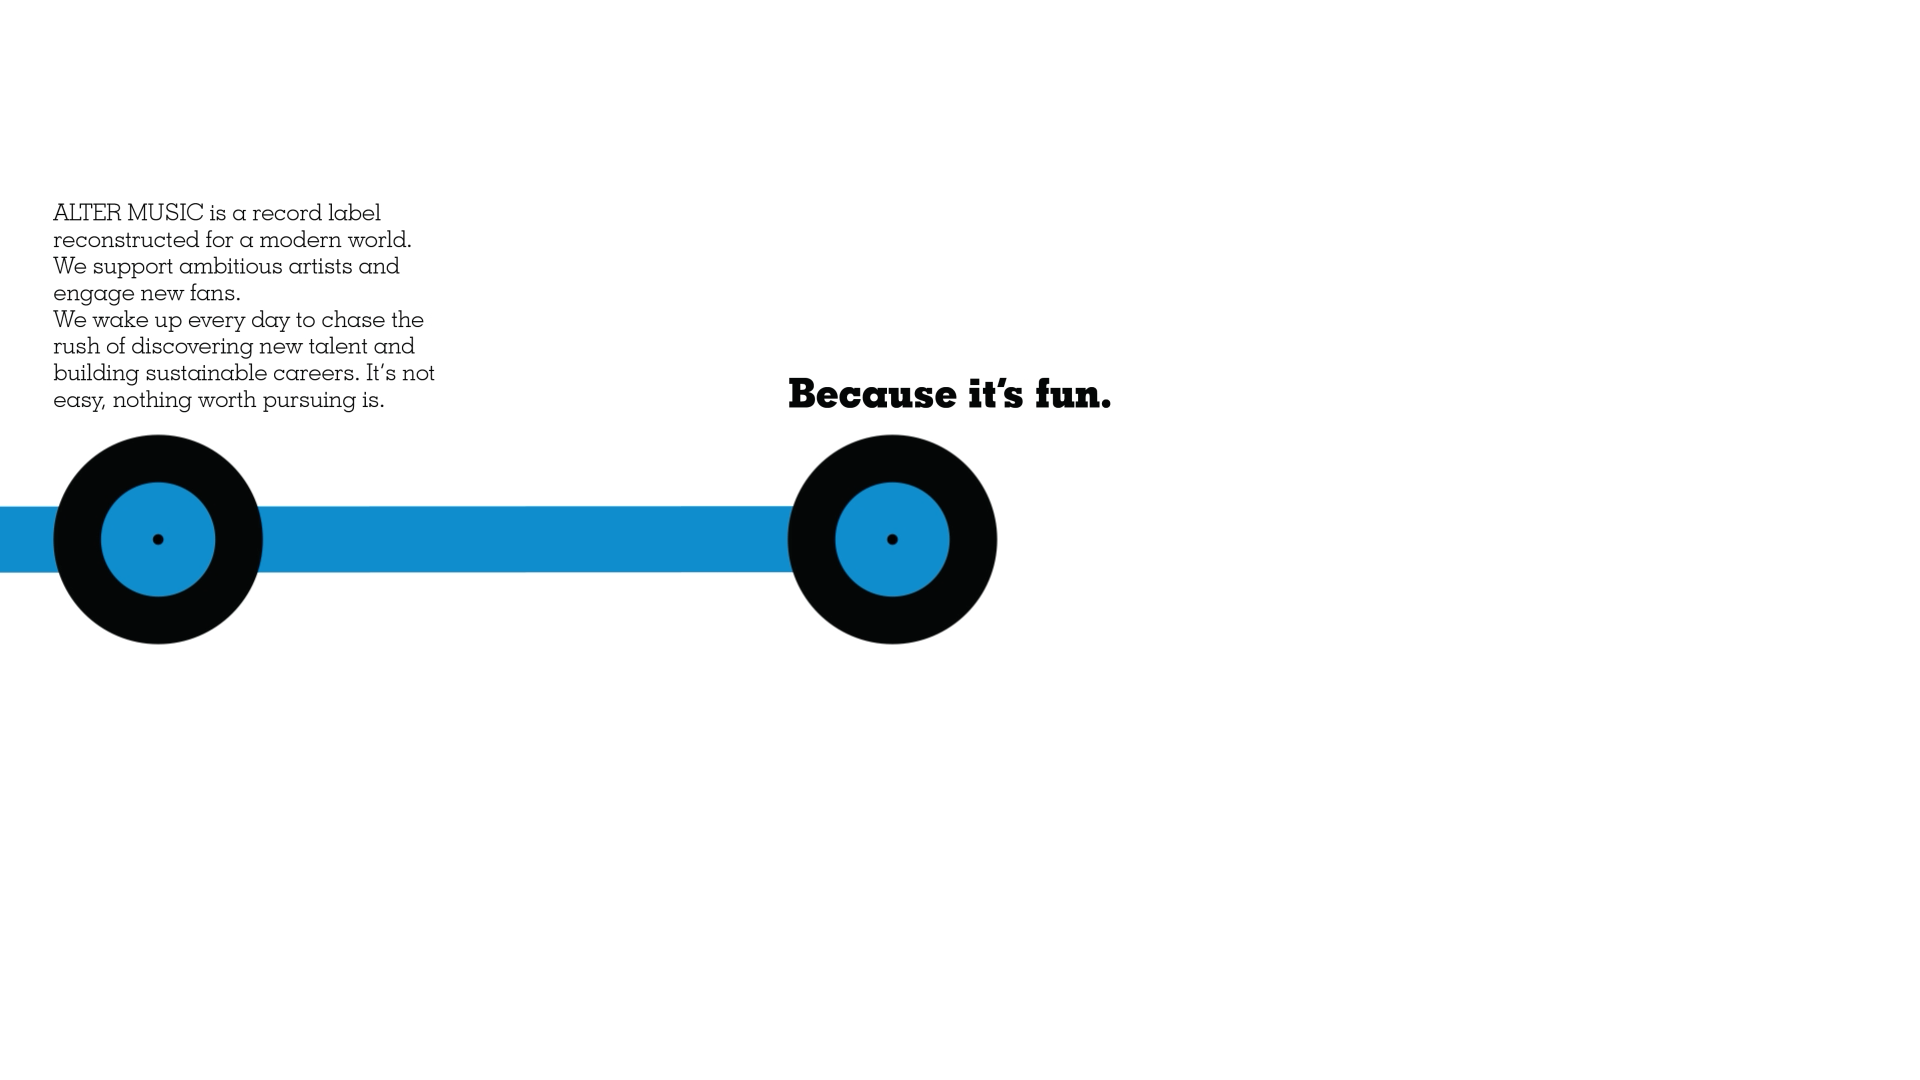 ALTER MUSIC is a record label
reconstructed for a modern world.
We support ambitious artists and
engage new fans.
We wake up every day to chase the
rush of discovering new talent and
building sustainable careers. It’s not
easy, nothing worth pursuing is.
Because it’s fun.